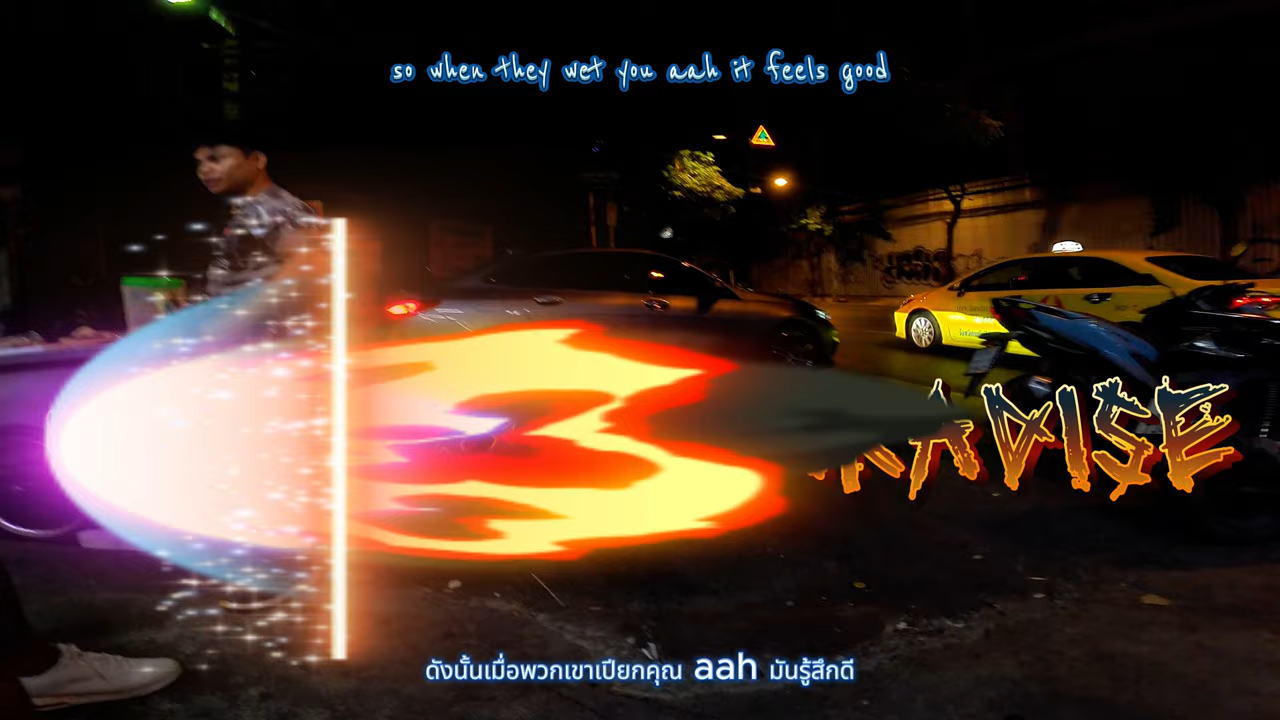 so when they wet you aah it feels good
ADISE
ดังนั้นเมื่อพวกเขาเปียกคุณ aah มันรู้สึกดี